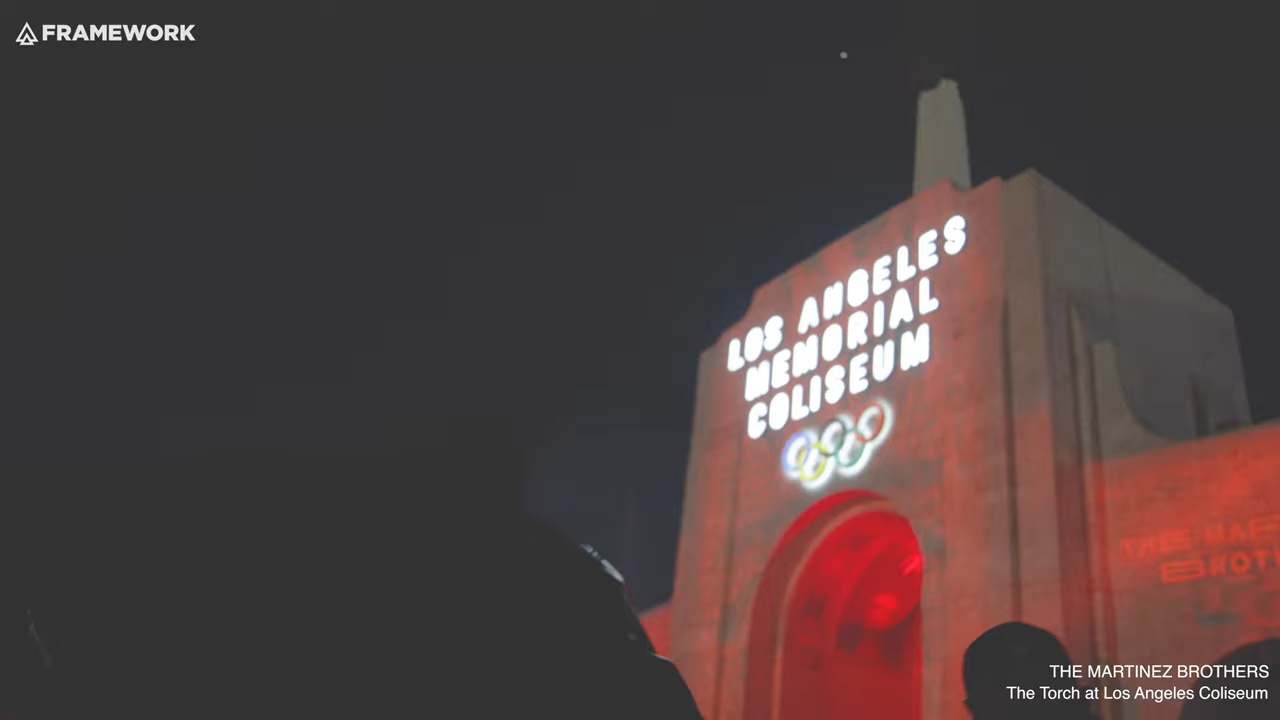 FRAMEWORK
LOS ANGELES
MEMORIAL
COLISEUM
THE MARTINEZ BROTHERS
The Torch at Los Angeles Coliseum